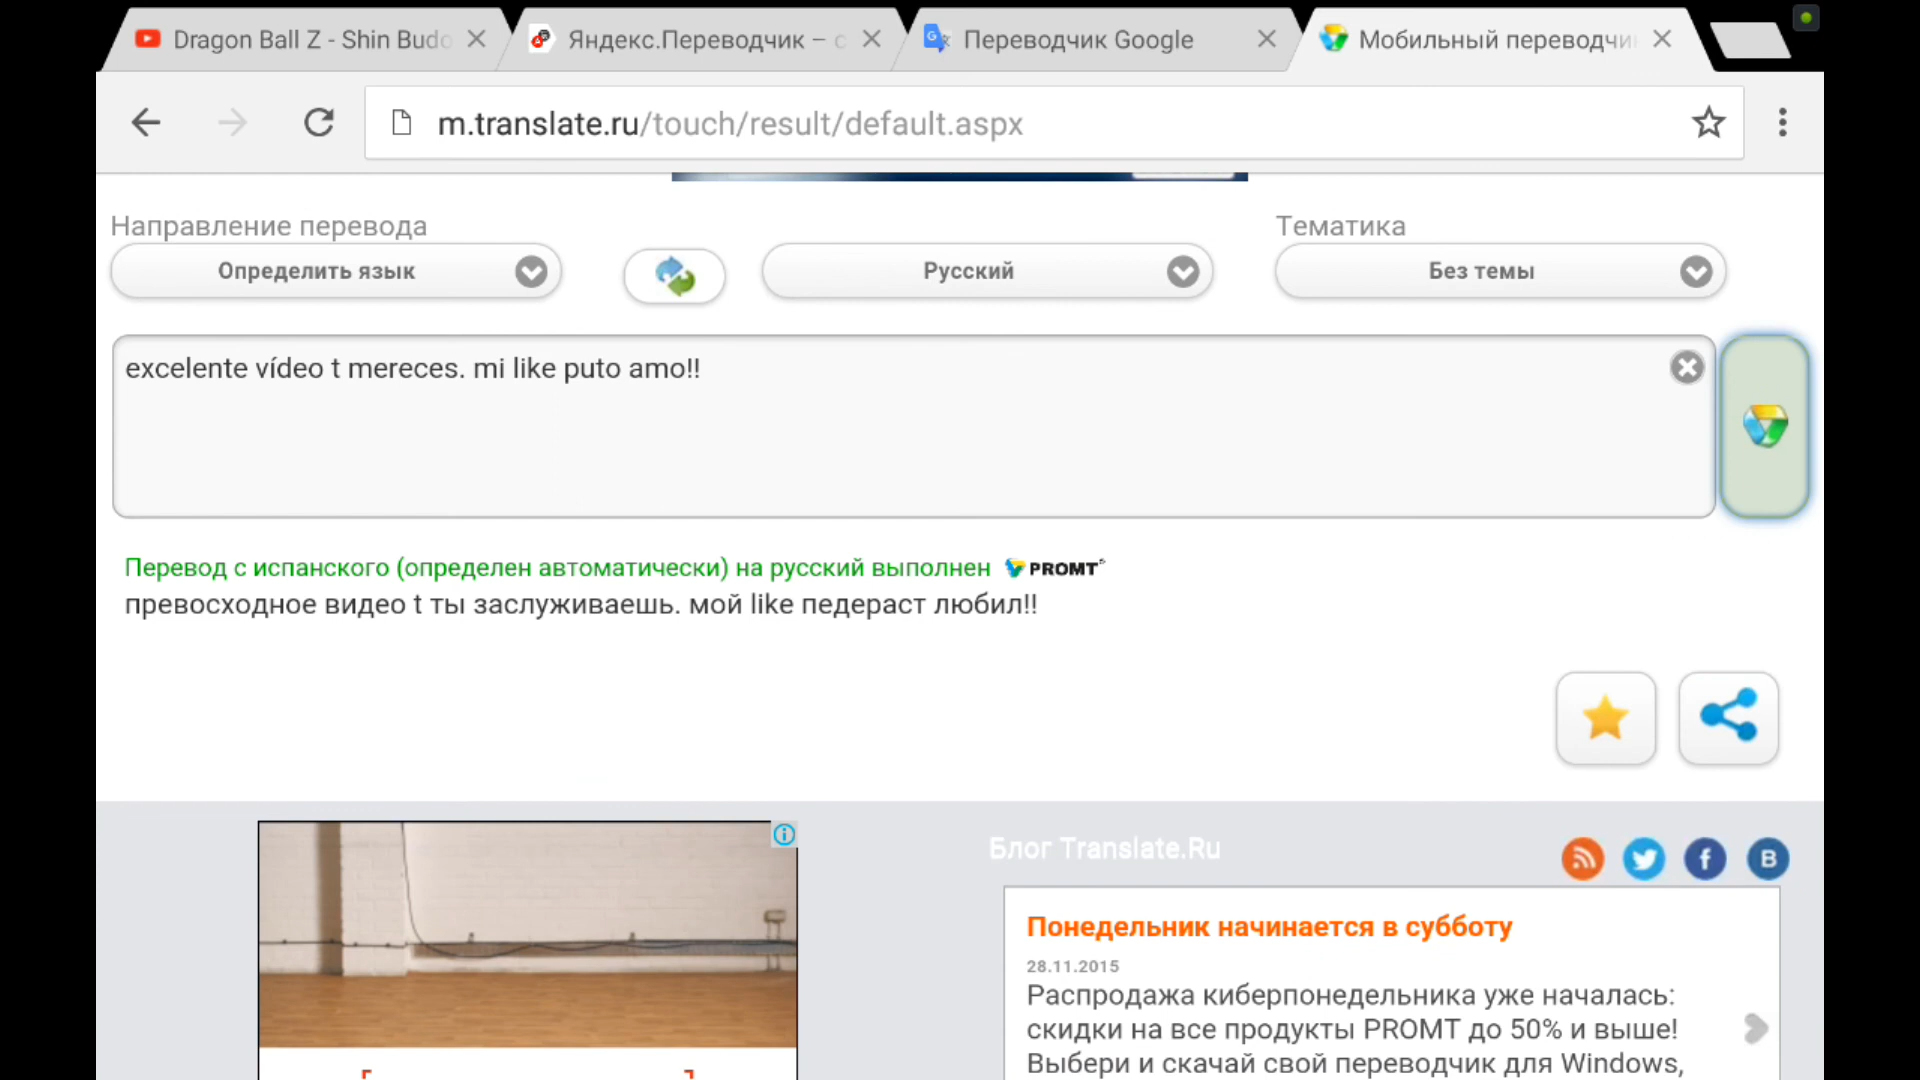 Dragon Ball Z - Shin Budo
Яндекс.Переводчик – с
Переводчик Google
Мобильный переводчи
m.translate.ru/touch/result/default.aspx
Направление перевода
Тематика
Определить язык
Русский
Без темы
excelente vídeo t mereces. mi like puto amo!!
Перевод с испанского (определен автоматически) на русский выполнен PROMT
превосходное видео t ты заслуживаешь. мой like педераст любил!!
Блог Translate.Ru
Понедельник начинается в субботу
28.11.2015
Распродажа киберпонедельника уже началась:
скидки на все продукты PROMT до 50% и выше!
Выбери и скачай свой переводчик для Windows,